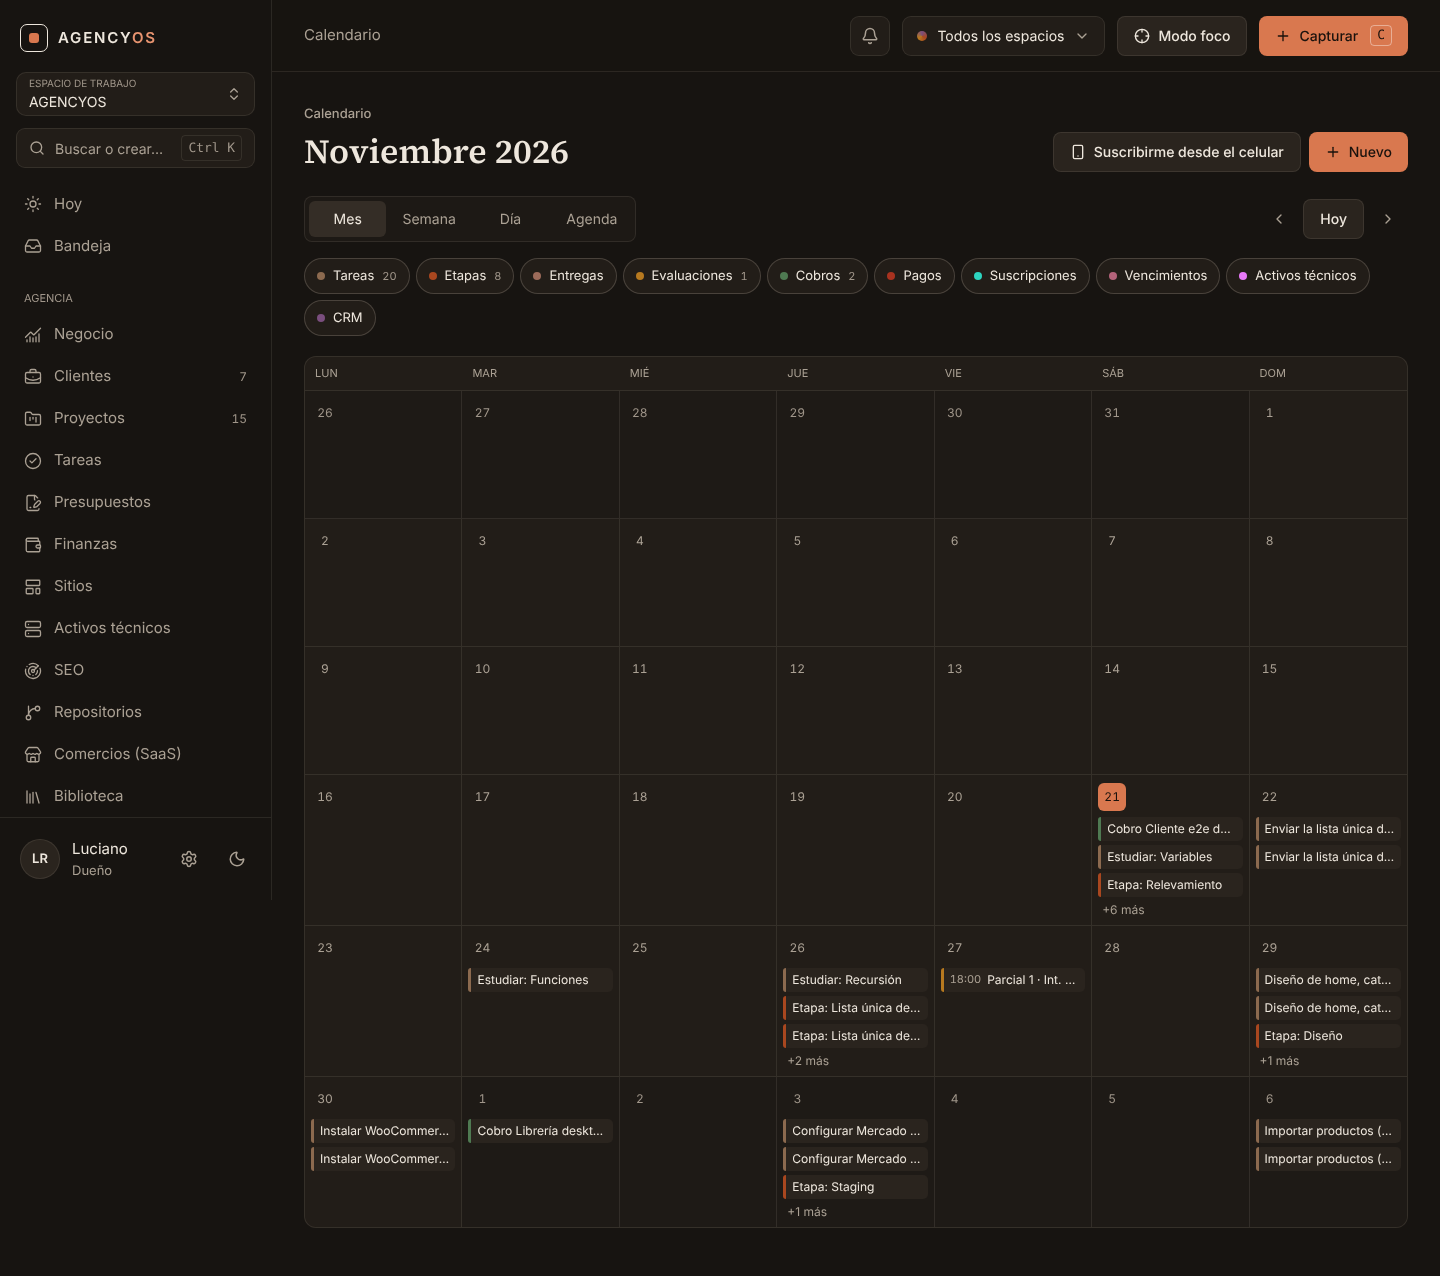 AGENCYOS
ESPACIO DE TRABAJO
AGENCYOS
Buscar o crear... Ctrl K
Hoy
Bandeja
AGENCIA
Negocio
Clientes 7
Proyectos 15
Tareas
Presupuestos
Finanzas
Sitios
Activos técnicos
SEO
Repositorios
Comercios (SaaS)
Biblioteca
LR Luciano
Dueño
Calendario
Todos los espacios
Modo foco
+ Capturar C
Calendario
Noviembre 2026
Suscribirme desde el celular
+ Nuevo
Mes Semana Día Agenda
Hoy
Tareas 20 Etapas 8 Entregas Evaluaciones 1 Cobros 2 Pagos Suscripciones Vencimientos Activos técnicos
CRM
LUN MAR MIÉ JUE VIE SÁB DOM
26 27 28 29 30 31 1
2 3 4 5 6 7 8
9 10 11 12 13 14 15
16 17 18 19 20 21 22
Cobro Cliente e2e d... Enviar la lista única d...
Estudiar: Variables Enviar la lista única d...
Etapa: Relevamiento
+6 más
23 24 25 26 27 28 29
Estudiar: Funciones Estudiar: Recursión 18:00 Parcial 1 · Int. ... Diseño de home, cat...
Etapa: Lista única de... Diseño de home, cat...
Etapa: Lista única de... Etapa: Diseño
+2 más +1 más
30 1 2 3 4 5 6
Instalar WooCommer... Cobro Librería deskt... Configurar Mercado ... Importar productos (...
Instalar WooCommer... Configurar Mercado ... Importar productos (...
Etapa: Staging
+1 más